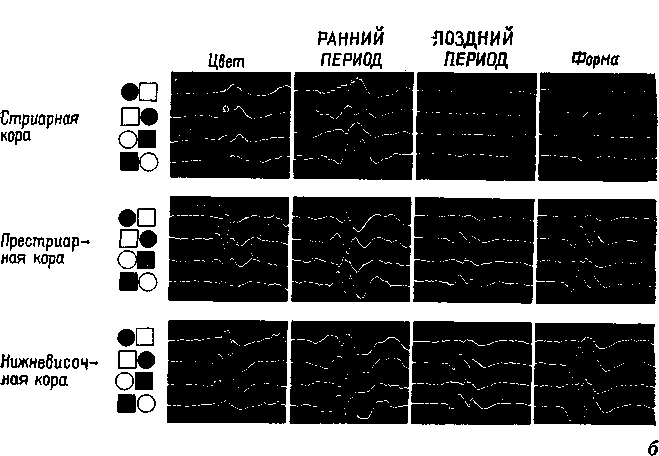 Цвет
РАННИЙ
ПЕРИОД
ПОЗДНИЙ
ПЕРИОД
Форма
Стриарная
кора
Престриар-
ная кора
Нижневисоч-
ная кора
б